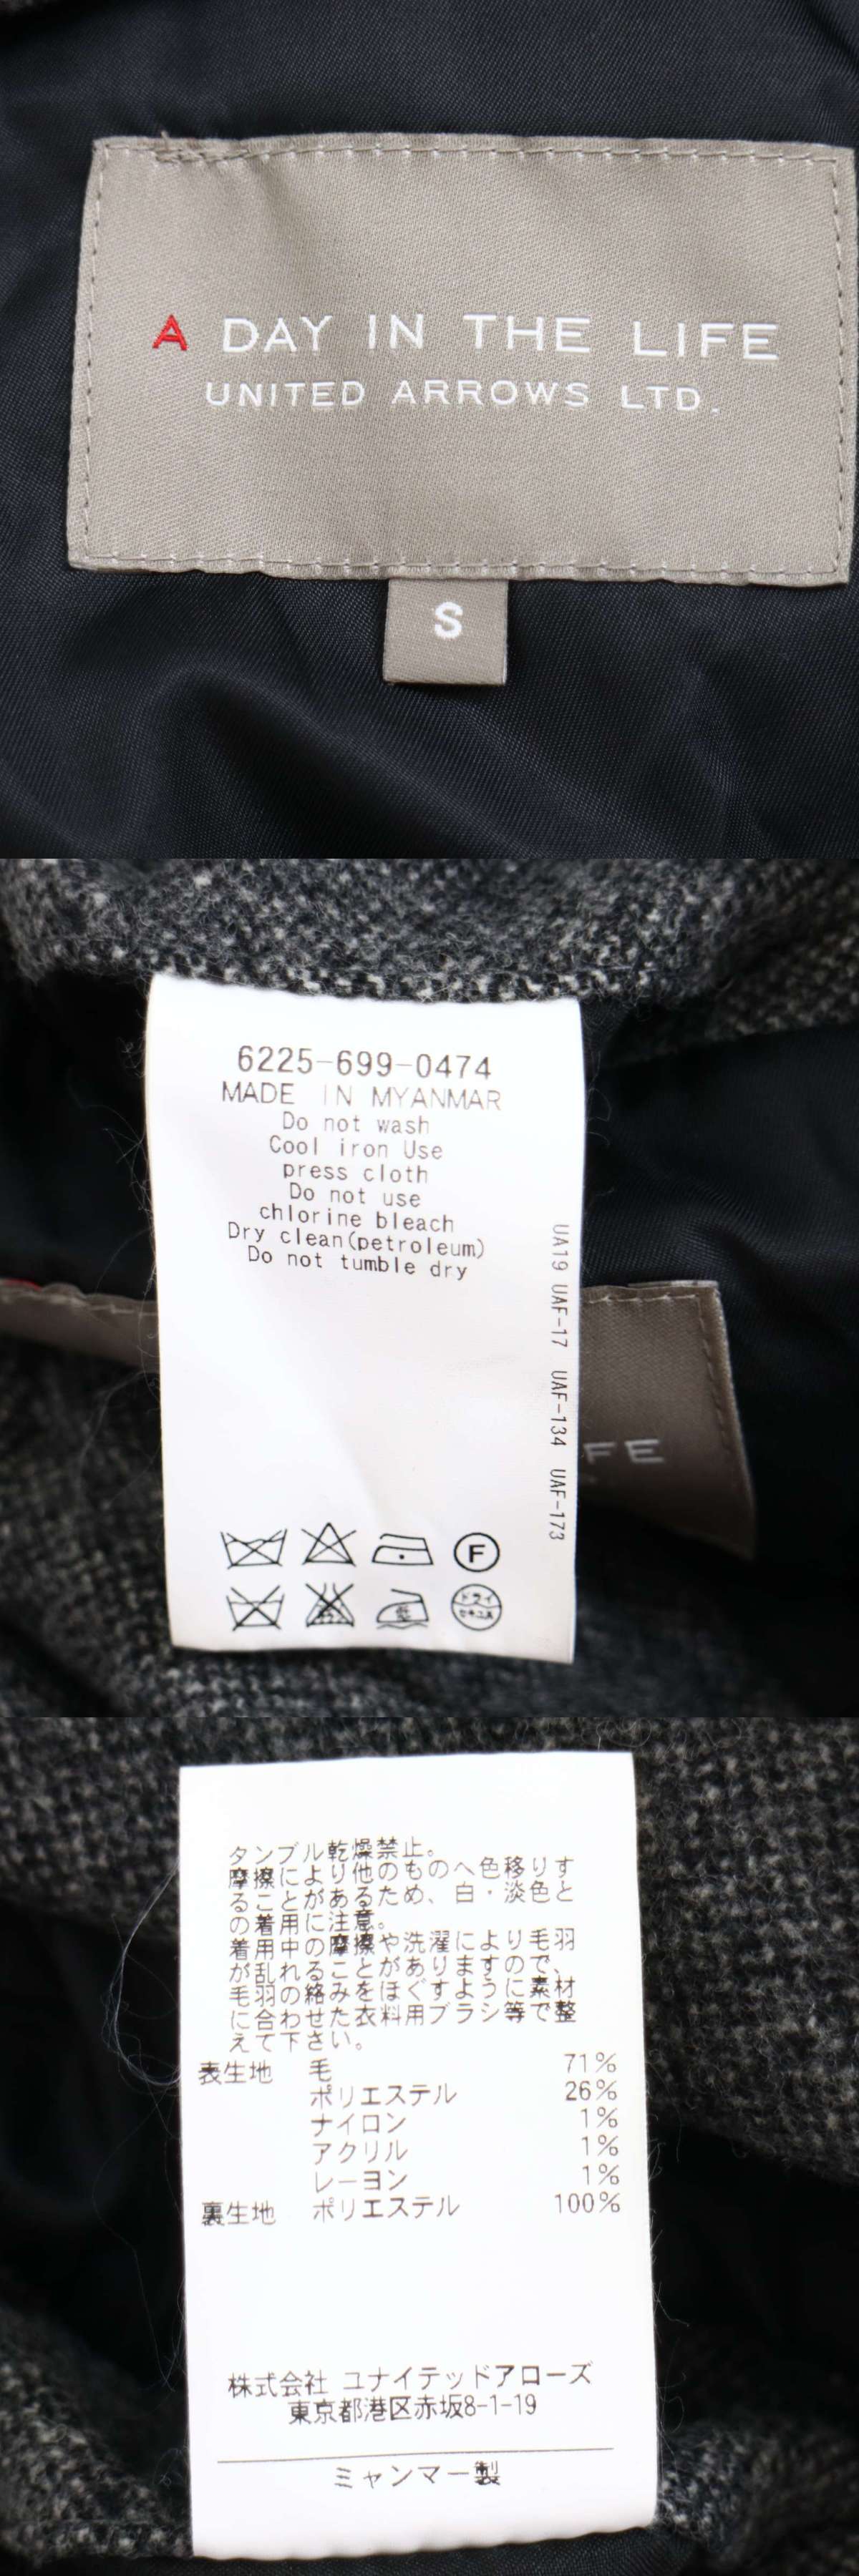 A DAY IN THE LIFE
UNITED ARROWS LTD.
S
6225-699-0474
MADE IN MYANMAR
Do not wash
Cool iron Use
press cloth
Do not use
chlorine bleach
Dry clean(petroleum)
Do not tumble dry
UA19 UAF-17 UAF-134 UAF-173
FE
F
ドライ
セキユ系
タンブル乾燥禁止。
摩擦により他のものへ色移りす
ることがあるため、白・淡色と
の着用に注意。
着用中の摩擦や洗濯により毛羽
が乱れることがありますので、
毛羽の絡みをほぐすように素材
に合わせた衣料用ブラシ等で整
えて下さい。
表生地 毛 71%
ポリエステル 26%
ナイロン 1%
アクリル 1%
レーヨン 1%
裏生地 ポリエステル 100%
株式会社 ユナイテッドアローズ
東京都港区赤坂8-1-19
ミャンマー製